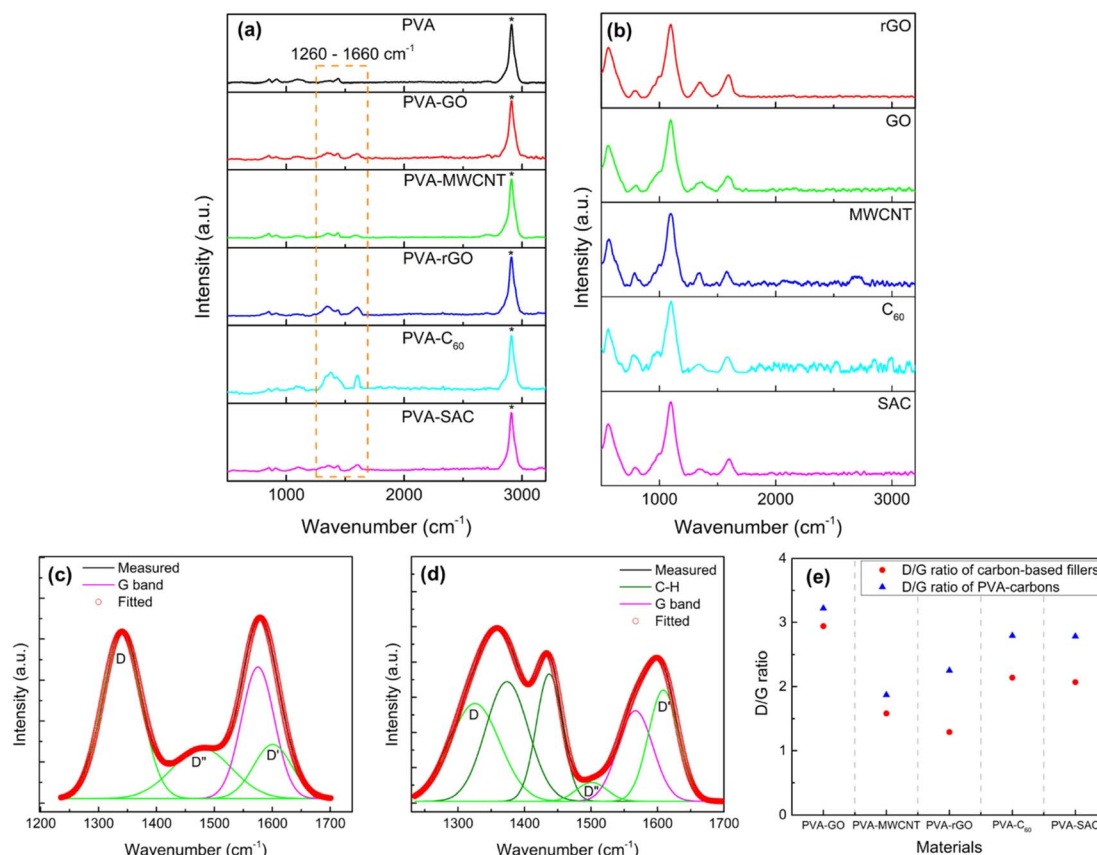 (a)
PVA
1260 - 1660 cm⁻¹
*
PVA-GO
*
PVA-MWCNT
*
PVA-rGO
*
PVA-C₆₀
*
PVA-SAC
*
Intensity (a.u.)
1000 2000 3000
Wavenumber (cm⁻¹)
(b)
rGO
GO
MWCNT
C₆₀
SAC
Intensity (a.u.)
1000 2000 3000
Wavenumber (cm⁻¹)
(c)
Measured
G band
Fitted
D
D"
D'
Intensity (a.u.)
1200 1300 1400 1500 1600 1700
Wavenumber (cm⁻¹)
(d)
Measured
C-H
G band
Fitted
D
D"
D'
Intensity (a.u.)
1300 1400 1500 1600 1700
Wavenumber (cm⁻¹)
(e)
D/G ratio of carbon-based fillers
D/G ratio of PVA-carbons
D/G ratio
4
3
2
1
0
PVA-GO PVA-MWCNT PVA-rGO PVA-C₆₀ PVA-SAC
Materials